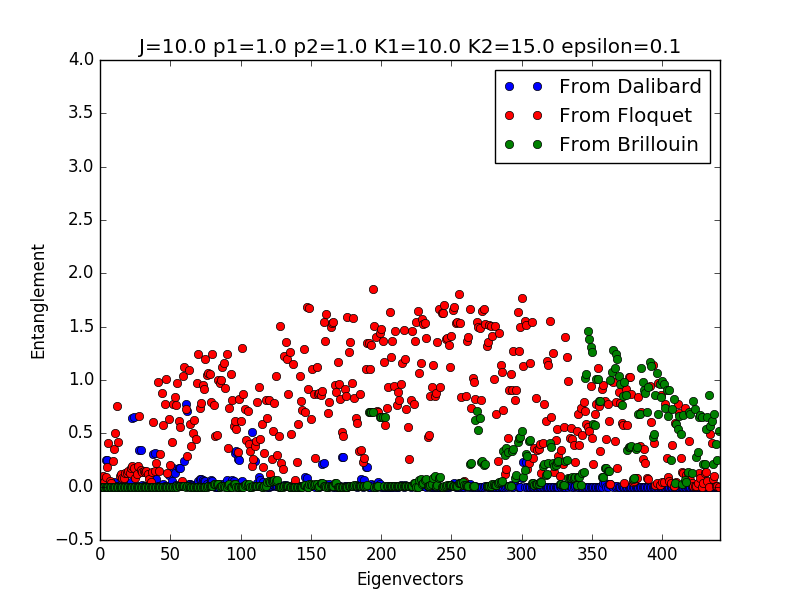 J=10.0 p1=1.0 p2=1.0 K1=10.0 K2=15.0 epsilon=0.1
4.0
3.5
3.0
2.5
2.0
1.5
1.0
0.5
0.0
−0.5
Entanglement
From Dalibard
From Floquet
From Brillouin
0 50 100 150 200 250 300 350 400
Eigenvectors